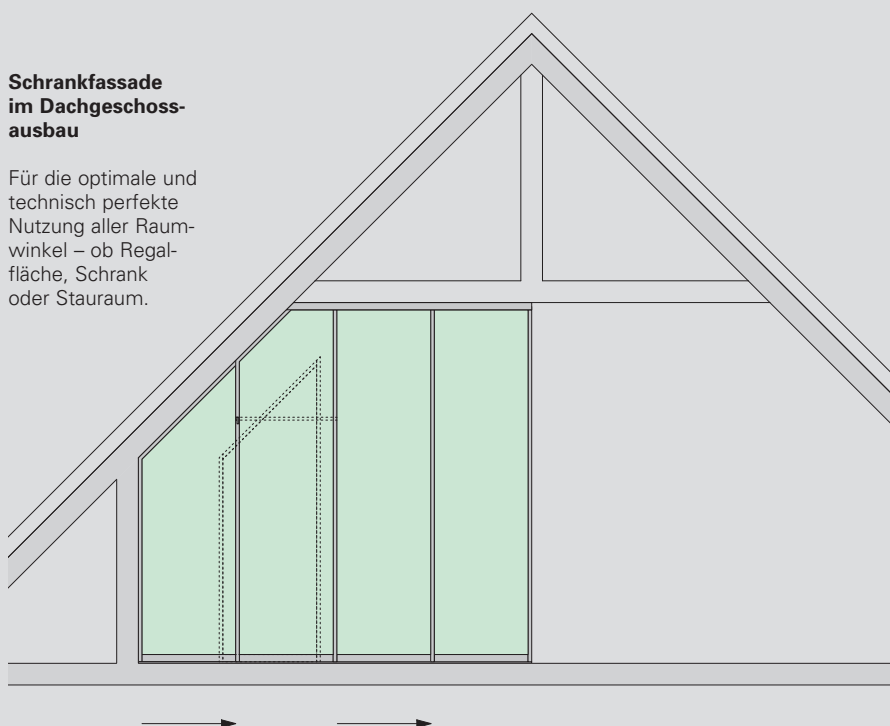 Schrankfassade
im Dachgeschoss-
ausbau
Für die optimale und
technisch perfekte
Nutzung aller Raum-
winkel – ob Regal-
fläche, Schrank
oder Stauraum.